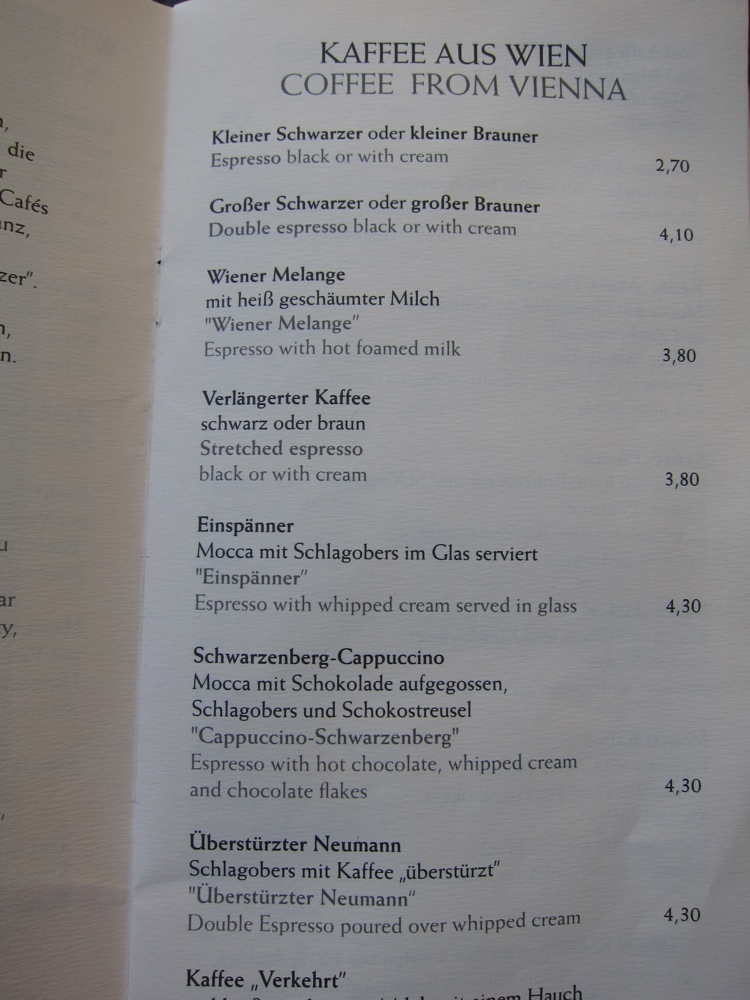 die
Cafés
zer".
KAFFEE AUS WIEN
COFFEE FROM VIENNA
Kleiner Schwarzer oder kleiner Brauner
Espresso black or with cream 2,70
Großer Schwarzer oder großer Brauner
Double espresso black or with cream 4,10
Wiener Melange
mit heiß geschäumter Milch
"Wiener Melange"
Espresso with hot foamed milk 3,80
Verlängerter Kaffee
schwarz oder braun
Stretched espresso
black or with cream 3,80
Einspänner
Mocca mit Schlagobers im Glas serviert
"Einspänner"
Espresso with whipped cream served in glass 4,30
Schwarzenberg-Cappuccino
Mocca mit Schokolade aufgegossen,
Schlagobers und Schokostreusel
"Cappuccino-Schwarzenberg"
Espresso with hot chocolate, whipped cream
and chocolate flakes 4,30
Überstürzter Neumann
Schlagobers mit Kaffee „überstürzt"
"Überstürzter Neumann"
Double Espresso poured over whipped cream 4,30
Kaffee „Verkehrt"
einem Hauch